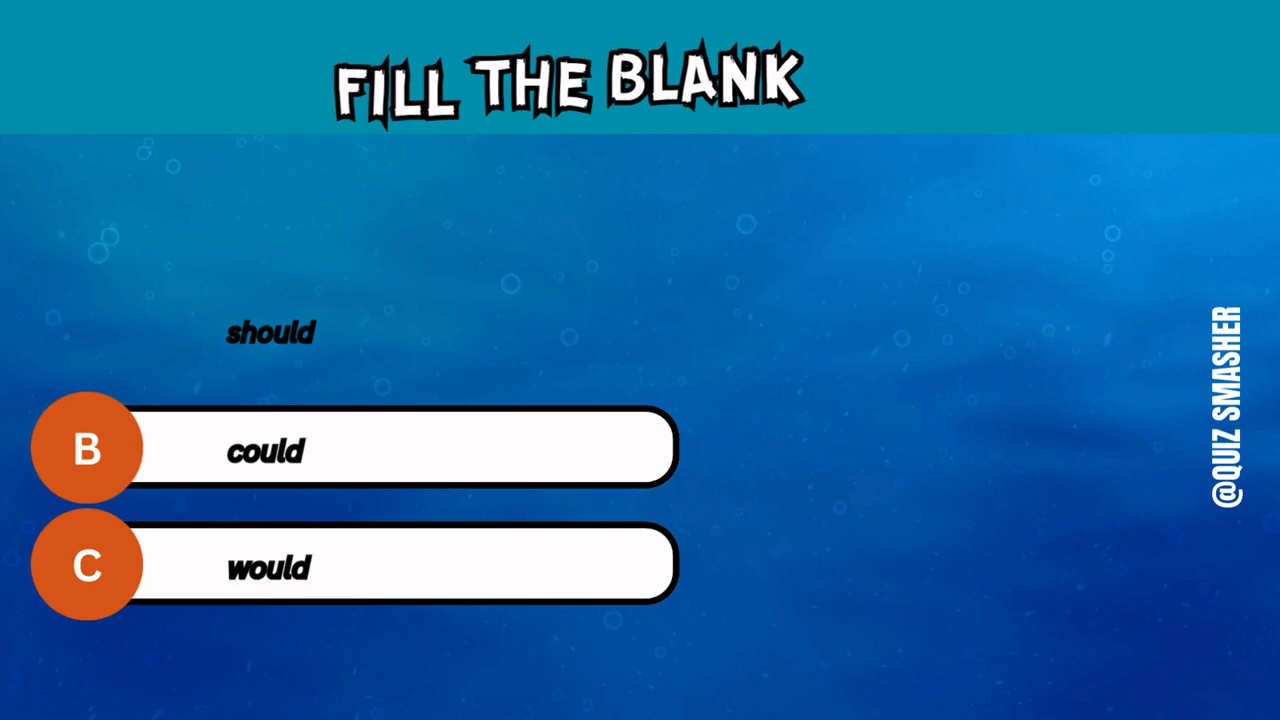 FILL THE BLANK
should
B could
C would
@QUIZ SMASHER